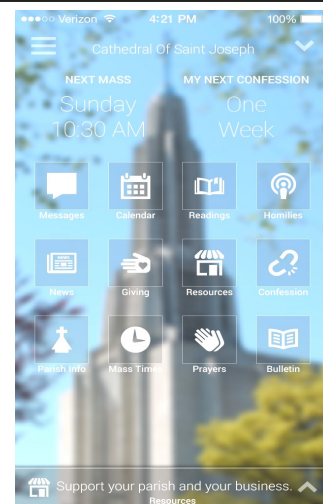 Verizon 4:21 PM 100%
Cathedral Of Saint Joseph
NEXT MASS MY NEXT CONFESSION
Sunday One
10:30 AM Week
Messages Calendar Readings Homilies
NEWS
News Giving Resources Confession
Parish Info Mass Times Prayers Bulletin
Support your parish and your business.
Resources